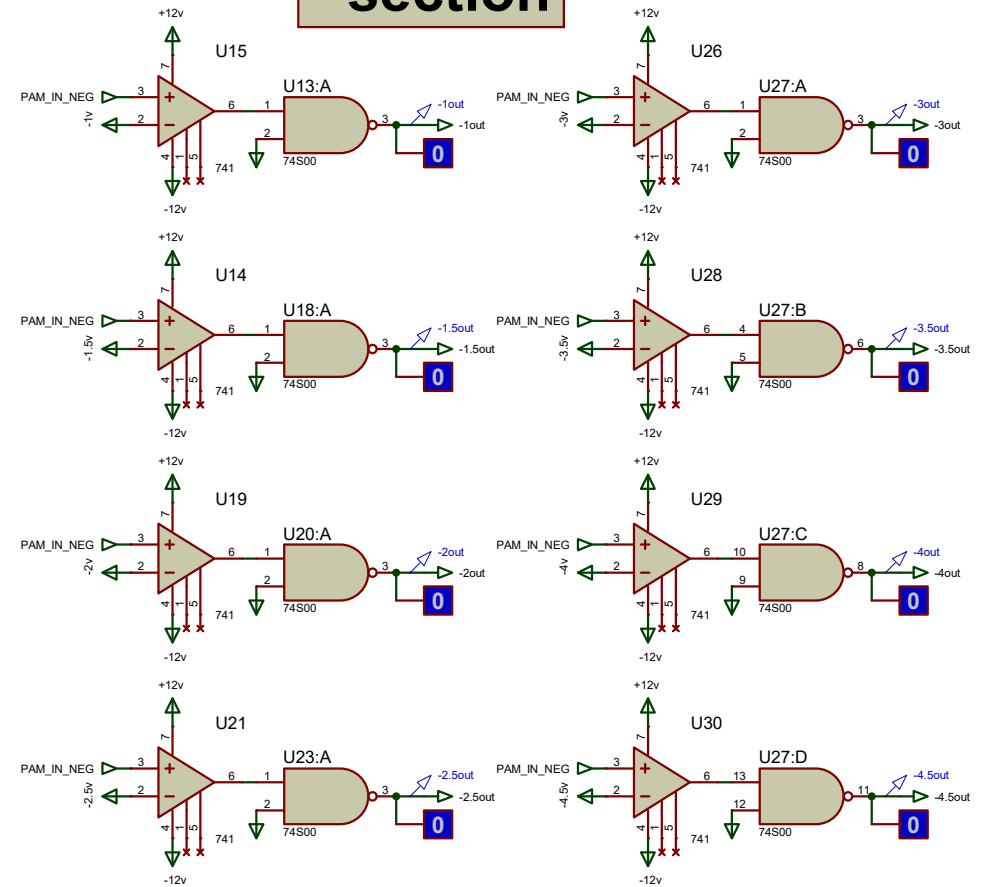 section
+12v
U15
7
PAM_IN_NEG
3
-1v
2
6
4
1
5
741
-12v
U13:A
1
2
3
74S00
-1out
-1out
0
+12v
U26
7
PAM_IN_NEG
3
-3v
2
6
4
1
5
741
-12v
U27:A
1
2
3
74S00
-3out
-3out
0
+12v
U14
7
PAM_IN_NEG
3
-1.5v
2
6
4
1
5
741
-12v
U18:A
1
2
3
74S00
-1.5out
-1.5out
0
+12v
U28
7
PAM_IN_NEG
3
-3.5v
2
6
4
1
5
741
-12v
U27:B
4
5
6
74S00
-3.5out
-3.5out
0
+12v
U19
7
PAM_IN_NEG
3
-2v
2
6
4
1
5
741
-12v
U20:A
1
2
3
74S00
-2out
-2out
0
+12v
U29
7
PAM_IN_NEG
3
-4v
2
6
4
1
5
741
-12v
U27:C
10
9
8
74S00
-4out
-4out
0
+12v
U21
7
PAM_IN_NEG
3
-2.5v
2
6
4
1
5
741
-12v
U23:A
1
2
3
74S00
-2.5out
-2.5out
0
+12v
U30
7
PAM_IN_NEG
3
-4.5v
2
6
4
1
5
741
-12v
U27:D
13
12
11
74S00
-4.5out
-4.5out
0